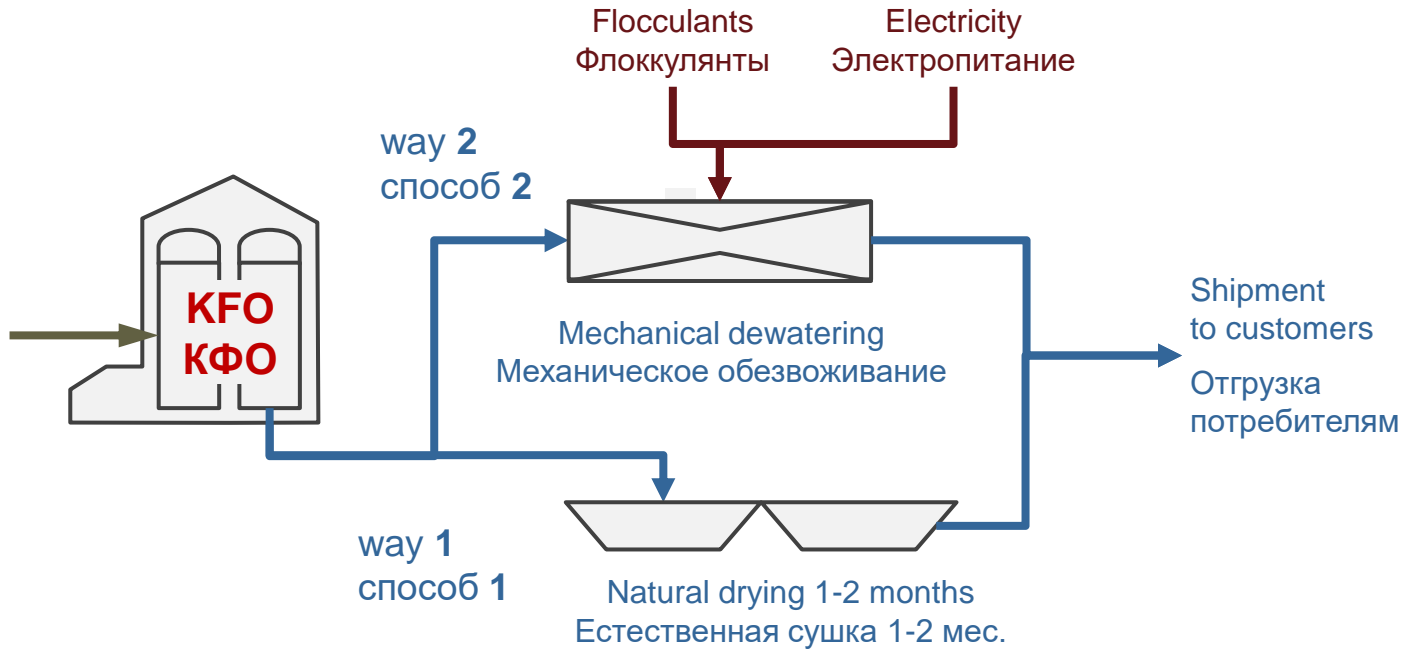 Flocculants
Флоккулянты
Electricity
Электропитание
way 2
способ 2
KFO
КФО
Mechanical dewatering
Механическое обезвоживание
Shipment
to customers
Отгрузка
потребителям
way 1
способ 1
Natural drying 1-2 months
Естественная сушка 1-2 мес.